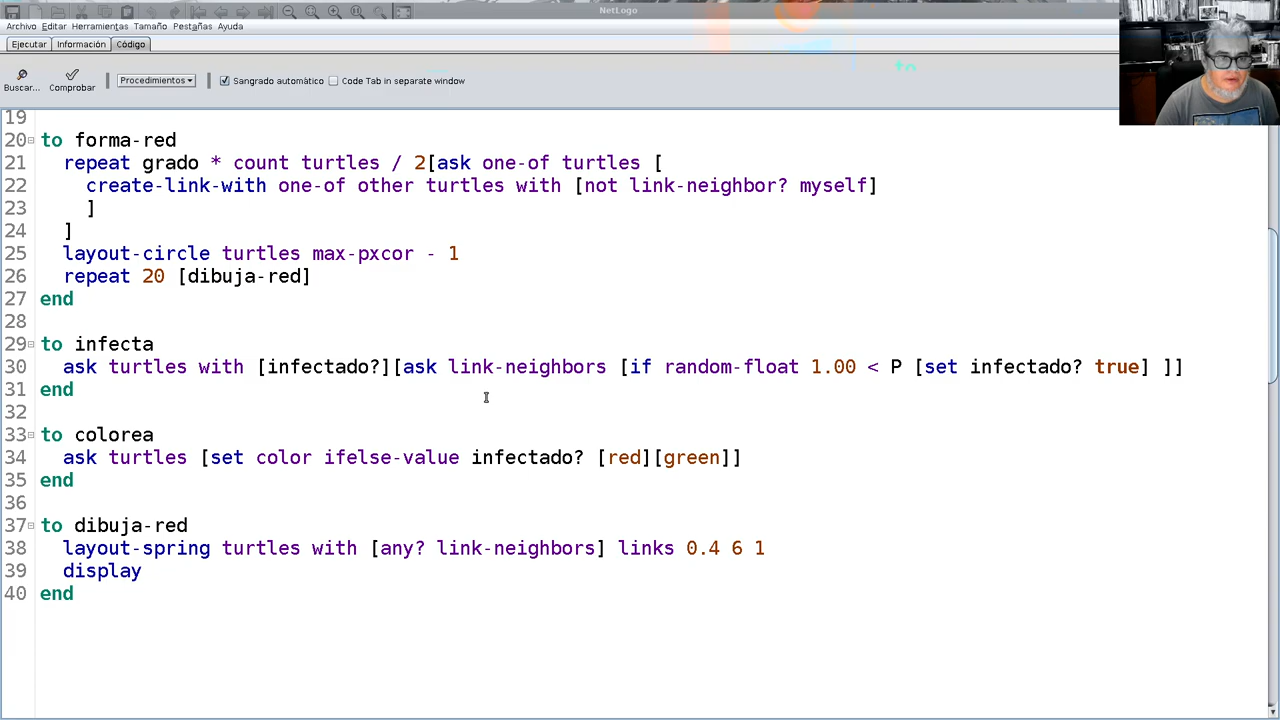 NetLogo
Archivo Editar Herramientas Tamaño Pestañas Ayuda
Ejecutar Información Código
Buscar... Comprobar Procedimientos Sangrado automático Code Tab in separate window
to
19
20 to forma-red
21 repeat grado * count turtles / 2[ask one-of turtles [
22 create-link-with one-of other turtles with [not link-neighbor? myself]
23 ]
24 ]
25 layout-circle turtles max-pxcor - 1
26 repeat 20 [dibuja-red]
27 end
28
29 to infecta
30 ask turtles with [infectado?][ask link-neighbors [if random-float 1.00 < P [set infectado? true] ]]
31 end
32
33 to colorea
34 ask turtles [set color ifelse-value infectado? [red][green]]
35 end
36
37 to dibuja-red
38 layout-spring turtles with [any? link-neighbors] links 0.4 6 1
39 display
40 end